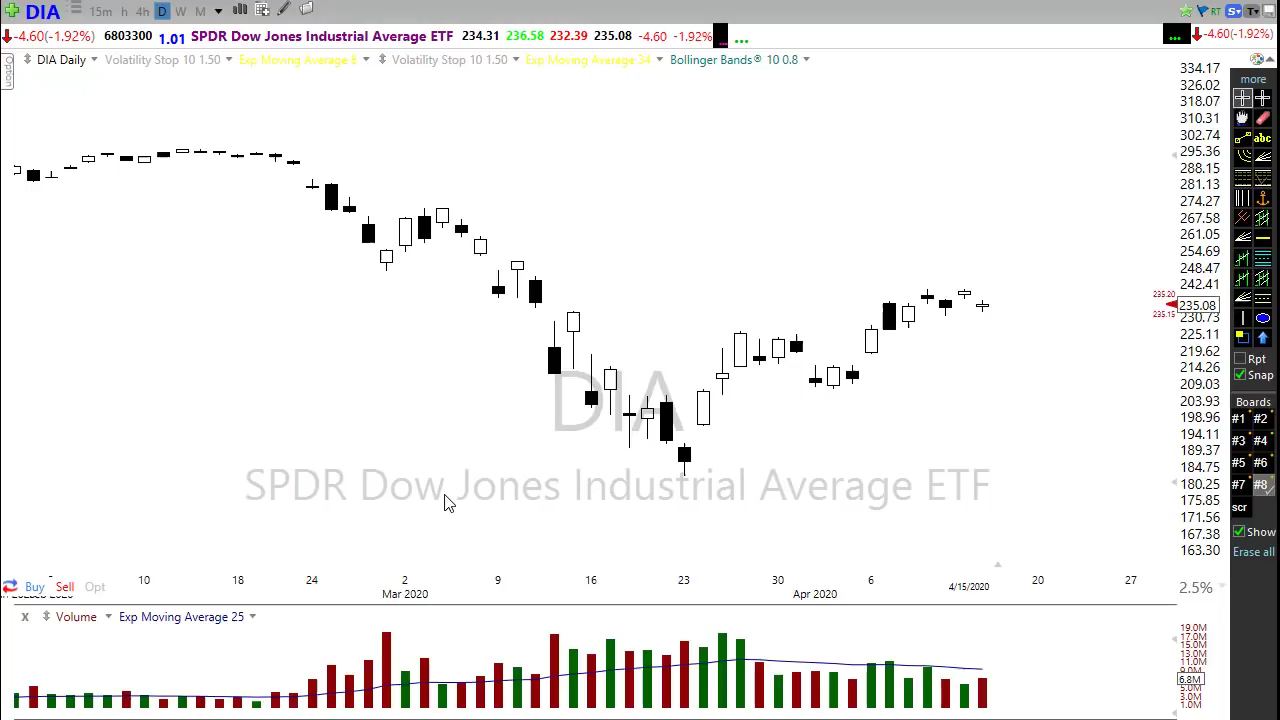 DIA 15m h 4h D W M RT S T
-4.60(-1.92%) 6803300 1.01 SPDR Dow Jones Industrial Average ETF 234.31 236.58 232.39 235.08 -4.60 -1.92% ... ... -4.60(-1.92%)
Option
DIA Daily Volatility Stop 10 1.50 Exp Moving Average 8 Volatility Stop 10 1.50 Exp Moving Average 34 Bollinger Bands® 10 0.8
334.17
326.02
318.07
310.31
302.74
295.36
288.15
281.13
274.27
267.58
261.05
254.69
248.47
242.41
235.20
235.08
235.15
230.73
225.11
219.62
214.26
209.03
203.93
198.96
194.11
189.37
184.75
180.25
175.85
171.56
167.38
163.30
DIA
SPDR Dow Jones Industrial Average ETF
more
abc
Rpt
Snap
Boards
#1 #2
#3 #4
#5 #6
#7 #8
scr
Show
Erase all
10 18 24 2 9 16 23 30 6 4/15/2020 20 27
Buy Sell Opt 2.5%
Mar 2020 Apr 2020
x Volume Exp Moving Average 25
19.0M
17.0M
15.0M
13.0M
11.0M
9.0M
6.8M
5.0M
3.0M
1.0M